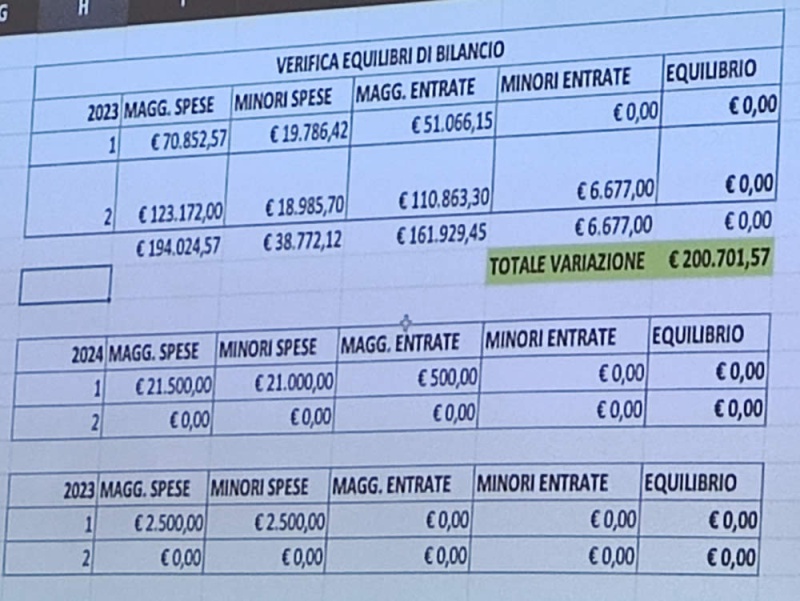 G H
VERIFICA EQUILIBRI DI BILANCIO
2023 MAGG. SPESE MINORI SPESE MAGG. ENTRATE MINORI ENTRATE EQUILIBRIO
1 € 70.852,57 € 19.786,42 € 51.066,15 € 0,00 € 0,00
2 € 123.172,00 € 18.985,70 € 110.863,30 € 6.677,00 € 0,00
€ 194.024,57 € 38.772,12 € 161.929,45 € 6.677,00 € 0,00
TOTALE VARIAZIONE € 200.701,57
2024 MAGG. SPESE MINORI SPESE MAGG. ENTRATE MINORI ENTRATE EQUILIBRIO
1 € 21.500,00 € 21.000,00 € 500,00 € 0,00 € 0,00
2 € 0,00 € 0,00 € 0,00 € 0,00 € 0,00
2023 MAGG. SPESE MINORI SPESE MAGG. ENTRATE MINORI ENTRATE EQUILIBRIO
1 € 2.500,00 € 2.500,00 € 0,00 € 0,00 € 0,00
2 € 0,00 € 0,00 € 0,00 € 0,00 € 0,00